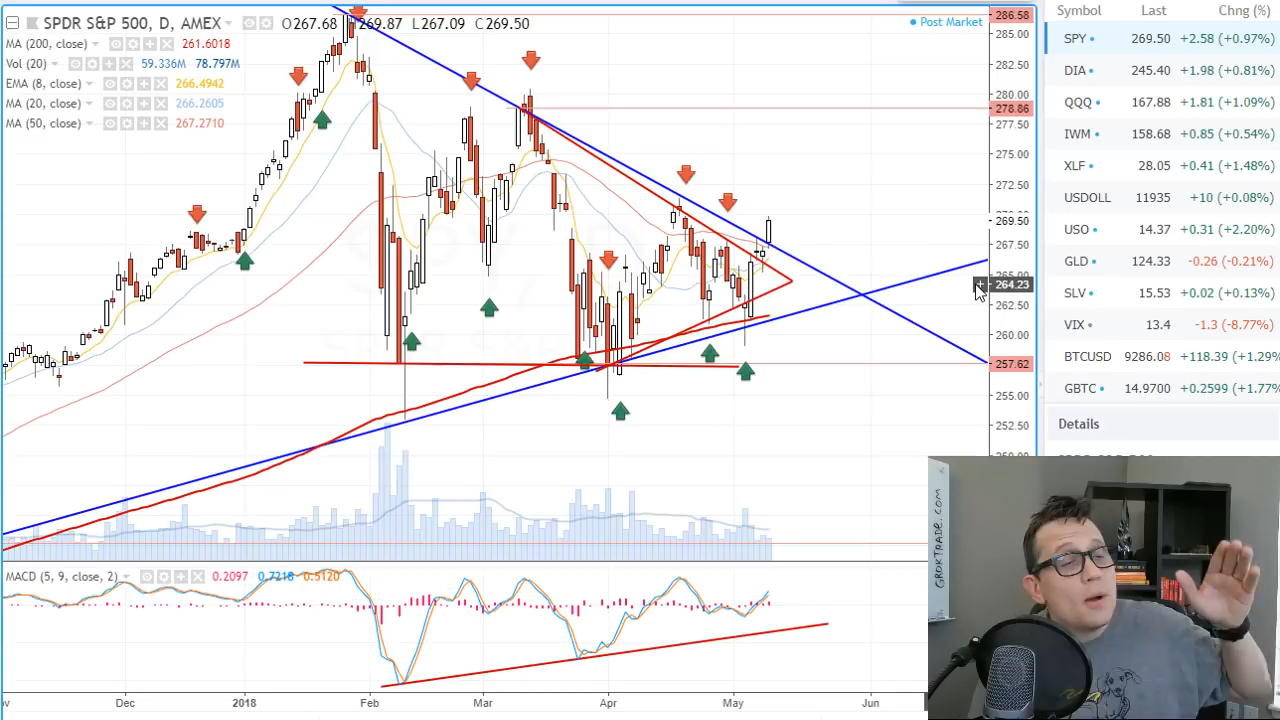 SPDR S&P 500, D, AMEX O267.68 H269.87 L267.09 C269.50
MA (200, close) 261.6018
Vol (20) 59.336M 78.797M
EMA (8, close) 266.4942
MA (20, close) 266.2605
MA (50, close) 267.2710
Post Market
286.58
285.00
282.50
280.00
278.86
277.50
275.00
272.50
269.50
267.50
265.00
264.23
262.50
260.00
257.62
255.00
252.50
MACD (5, 9, close, 2) 0.2097 0.7218 0.5120
Dec 2018 Feb Mar Apr May Jun
Symbol Last Chng (%)
SPY 269.50 +2.58 (+0.97%)
DIA 245.40 +1.98 (+0.81%)
QQQ 167.88 +1.81 (+1.09%)
IWM 158.68 +0.85 (+0.54%)
XLF 28.05 +0.41 (+1.48%)
USDOLL 11935 +10 (+0.08%)
USO 14.37 +0.31 (+2.20%)
GLD 124.33 -0.26 (-0.21%)
SLV 15.53 +0.02 (+0.13%)
VIX 13.4 -1.3 (-8.77%)
BTCUSD 9286.08 +118.39 (+1.29%
GBTC 14.9700 +0.2599 (+1.77%
Details
GROKTRADE.COM